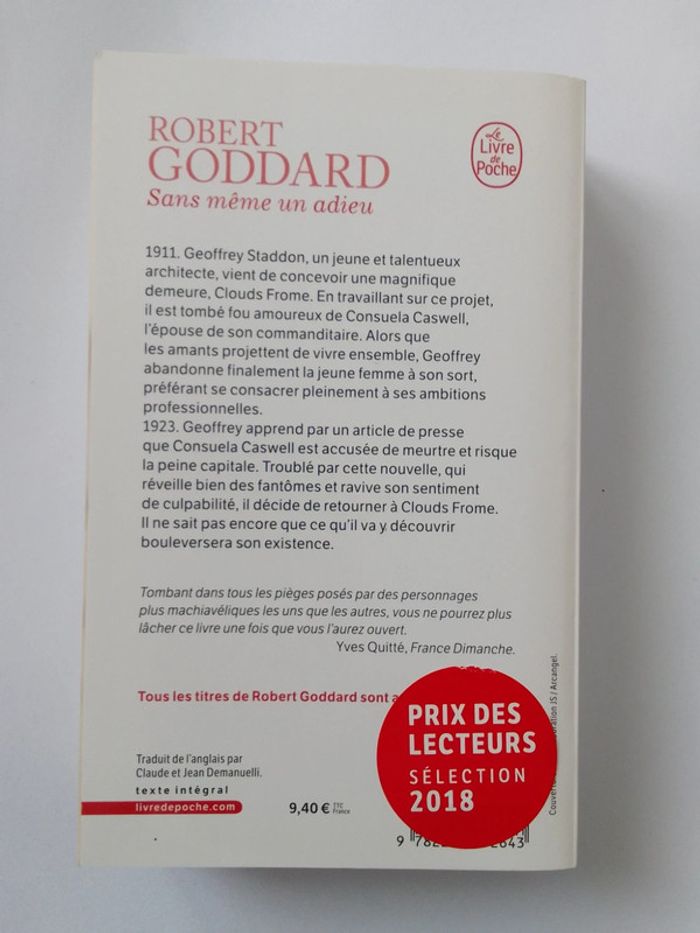 ROBERT
GODDARD
Sans même un adieu
Le
Livre
de
Poche
1911. Geoffrey Staddon, un jeune et talentueux
architecte, vient de concevoir une magnifique
demeure, Clouds Frome. En travaillant sur ce projet,
il est tombé fou amoureux de Consuela Caswell,
l'épouse de son commanditaire. Alors que
les amants projettent de vivre ensemble, Geoffrey
abandonne finalement la jeune femme à son sort,
préférant se consacrer pleinement à ses ambitions
professionnelles.
1923. Geoffrey apprend par un article de presse
que Consuela Caswell est accusée de meurtre et risque
la peine capitale. Troublé par cette nouvelle, qui
réveille bien des fantômes et ravive son sentiment
de culpabilité, il décide de retourner à Clouds Frome.
Il ne sait pas encore que ce qu'il va y découvrir
bouleversera son existence.
Tombant dans tous les pièges posés par des personnages
plus machiavéliques les uns que les autres, vous ne pourrez plus
lâcher ce livre une fois que vous l'aurez ouvert.
Yves Quitté, France Dimanche.
Tous les titres de Robert Goddard sont
PRIX DES
LECTEURS
SÉLECTION
2018
Traduit de l'anglais par
Claude et Jean Demanuelli.
texte intégral
livredepoche.com
9,40 € TTC
France
JS / Arcangel.